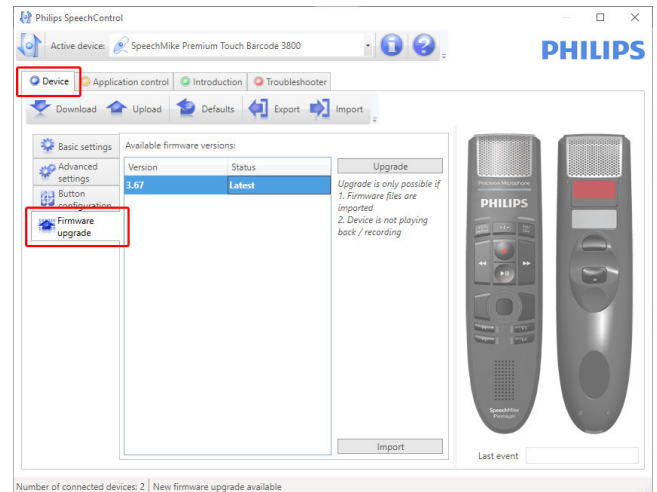 Philips SpeechControl
Active device: SpeechMike Premium Touch Barcode 3800
PHILIPS
Device Application control Introduction Troubleshooter
Download Upload Defaults Export Import
Basic settings
Advanced
settings
Button
configuration
Firmware
upgrade
Available firmware versions:
Version Status
3.67 Latest
Upgrade
Upgrade is only possible if
1. Firmware files are
imported
2. Device is not playing
back / recording
Import
Precision Microphone
PHILIPS
SpeechMike
Premium
Last event
Number of connected devices: 2 New firmware upgrade available